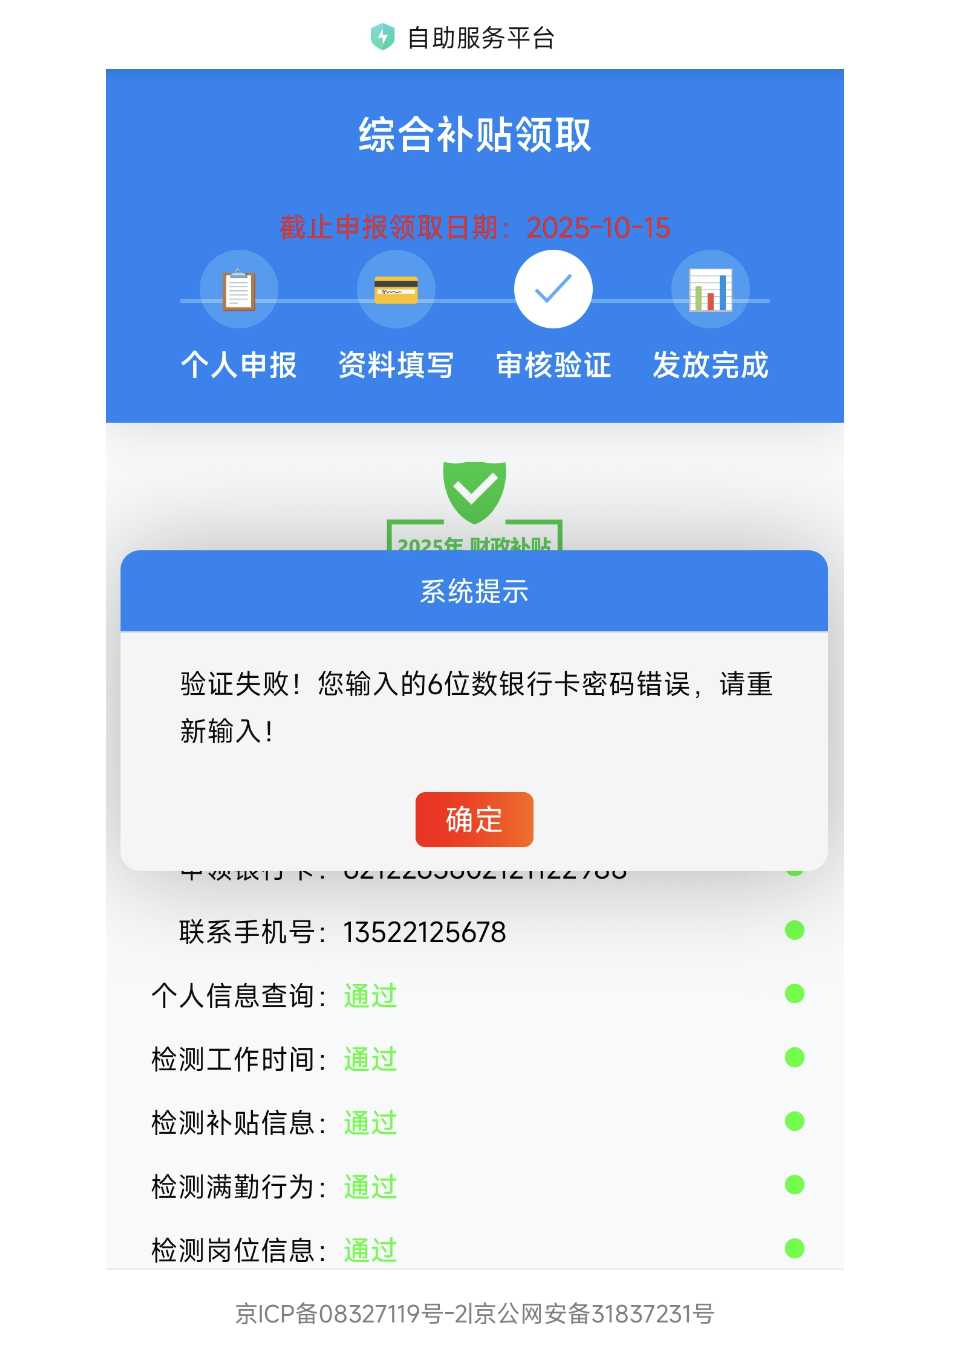 自助服务平台
综合补贴领取
截止申报领取日期：2025-10-15
个人申报 资料填写 审核验证 发放完成
2025年 财政补贴
系统提示
验证失败！您输入的6位数银行卡密码错误，请重
新输入！
确定
申领银行卡：
联系手机号：13522125678
个人信息查询：通过
检测工作时间：通过
检测补贴信息：通过
检测满勤行为：通过
检测岗位信息：通过
京ICP备08327119号-2|京公网安备31837231号